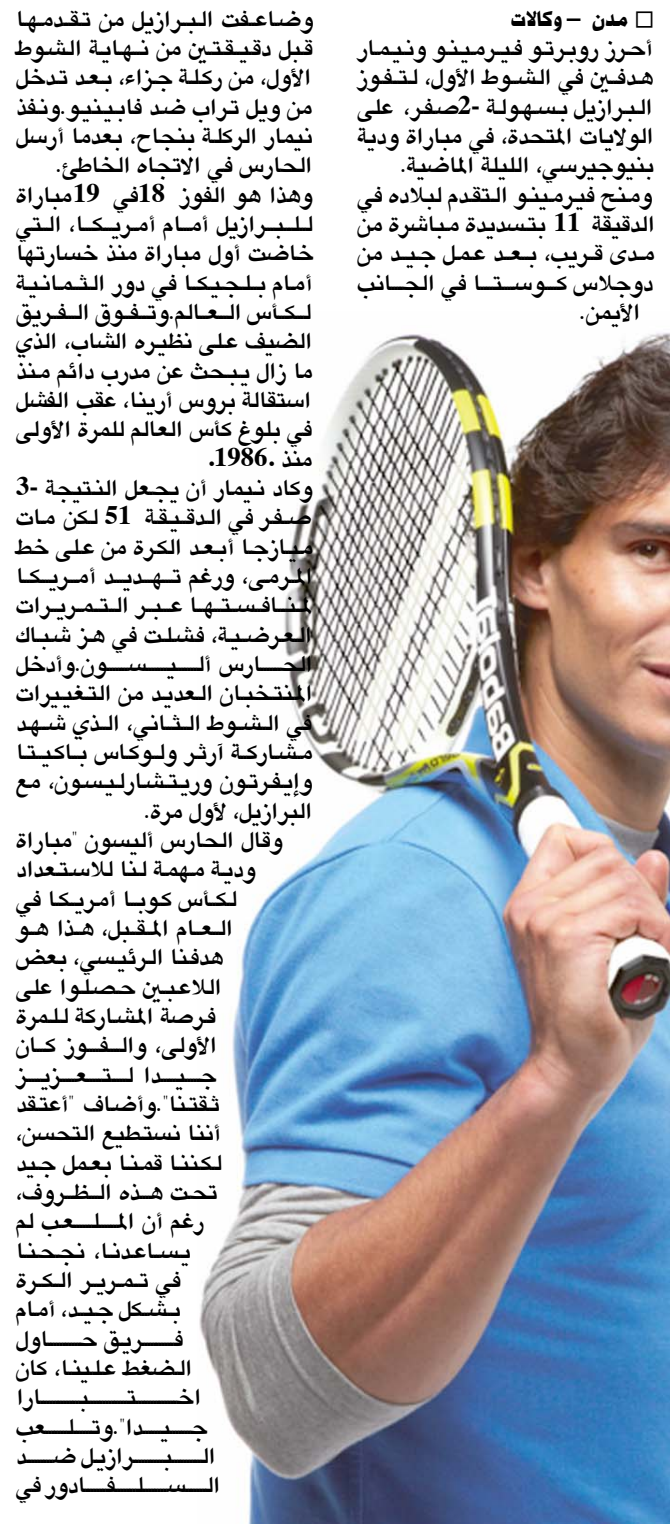 □ مدن – وكالات
أحرز روبرتو فيرمينو ونيمار
هدفين في الشوط الأول، لتفوز
البرازيل بسهولة -2صفر، على
الولايات المتحدة، في مباراة ودية
بنيوجيرسي، الليلة الماضية.
ومنح فيرمينو التقدم لبلاده في
الدقيقة 11 بتسديدة مباشرة من
مدى قريب، بعد عمل جيد من
دوجلاس كوستا في الجانب
الأيمن.
وضاعفت البرازيل من تقدمها
قبل دقيقتين من نهاية الشوط
الأول، من ركلة جزاء، بعد تدخل
من ويل تراب ضد فابينيو.ونفذ
نيمار الركلة بنجاح، بعدما أرسل
الحارس في الاتجاه الخاطئ.
وهذا هو الفوز 18في 19مباراة
للبرازيل أمام أمريكا، التي
خاضت أول مباراة منذ خسارتها
أمام بلجيكا في دور الثمانية
لكأس العالم.وتفوق الفريق
الضيف على نظيره الشاب، الذي
ما زال يبحث عن مدرب دائم منذ
استقالة بروس أرينا، عقب الفشل
في بلوغ كأس العالم للمرة الأولى
منذ .1986.
وكاد نيمار أن يجعل النتيجة -3
صفر في الدقيقة 51 لكن مات
ميازجا أبعد الكرة من على خط
المرمى، ورغم تهديد أمريكا
لمنافستها عبر التمريرات
العرضية، فشلت في هز شباك
الحارس أليسون.وأدخل
المنتخبان العديد من التغييرات
في الشوط الثاني، الذي شهد
مشاركة آرثر ولوكاس باكيتا
وإيفرتون وريتشارليسون، مع
البرازيل، لأول مرة.
وقال الحارس أليسون "مباراة
ودية مهمة لنا للاستعداد
لكأس كوبا أمريكا في
العام المقبل، هذا هو
هدفنا الرئيسي، بعض
اللاعبين حصلوا على
فرصة المشاركة للمرة
الأولى، والفوز كان
جيدا لتعزيز
ثقتنا".وأضاف "أعتقد
أننا نستطيع التحسن،
لكننا قمنا بعمل جيد
تحت هذه الظروف،
رغم أن الملعب لم
يساعدنا، نجحنا
في تمرير الكرة
بشكل جيد، أمام
فريق حاول
الضغط علينا، كان
اختبارا
جيدا".وتلعب
البرازيل ضد
السلفادور في
Babolat